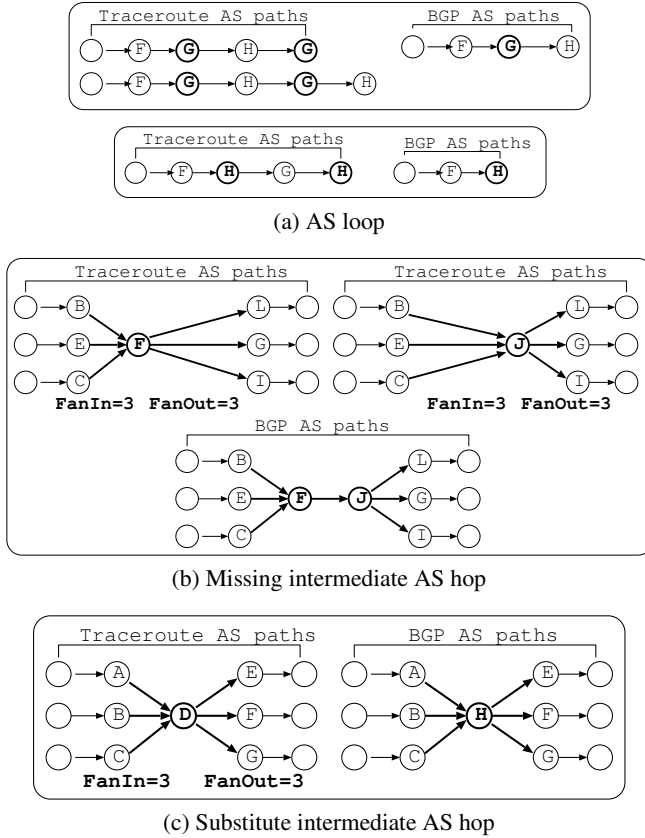 Traceroute AS paths
BGP AS paths
F G H G
F G H
F G H G H
Traceroute AS paths
BGP AS paths
F H G H
F H
(a) AS loop
Traceroute AS paths
Traceroute AS paths
B L
B L
E F G
E J G
C I
C I
FanIn=3 FanOut=3
FanIn=3 FanOut=3
BGP AS paths
B L
E F J G
C I
(b) Missing intermediate AS hop
Traceroute AS paths
BGP AS paths
A E
A E
B D F
B H F
C G
C G
FanIn=3 FanOut=3
(c) Substitute intermediate AS hop